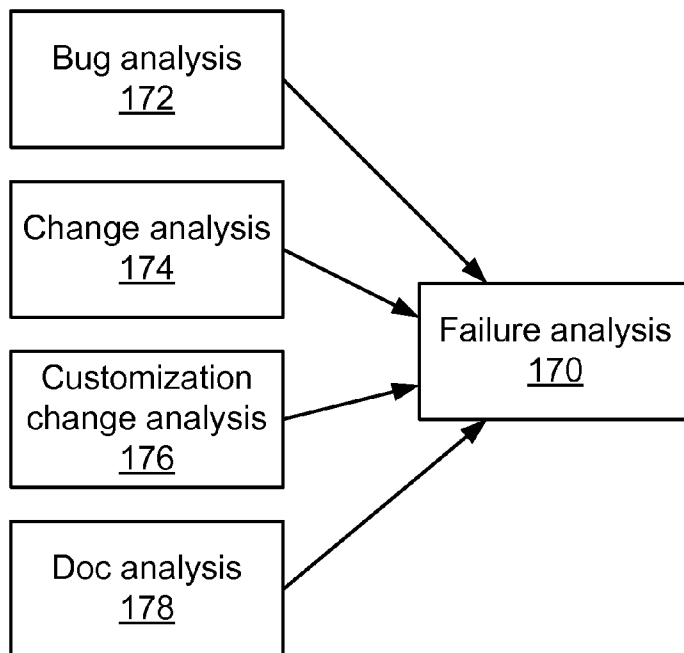 Bug analysis
172
Change analysis
174
Customization
change analysis
176
Doc analysis
178
Failure analysis
170